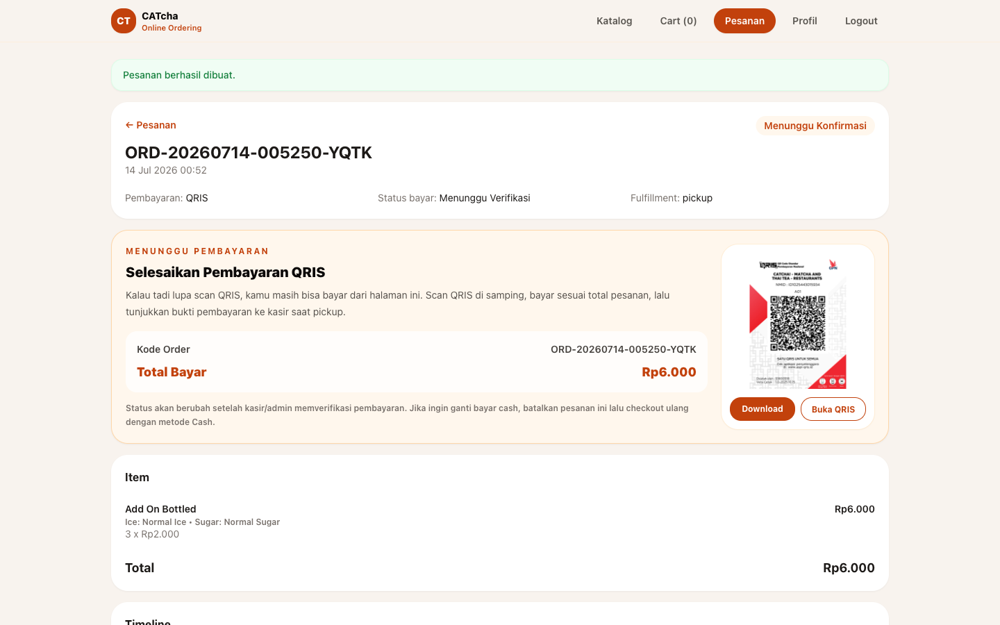 CT
CATcha
Online Ordering
Katalog
Cart (0)
Pesanan
Profil
Logout
Pesanan berhasil dibuat.
← Pesanan
Menunggu Konfirmasi
ORD-20260714-005250-YQTK
14 Jul 2026 00:52
Pembayaran: QRIS
Status bayar: Menunggu Verifikasi
Fulfillment: pickup
MENUNGGU PEMBAYARAN
Selesaikan Pembayaran QRIS
Kalau tadi lupa scan QRIS, kamu masih bisa bayar dari halaman ini. Scan QRIS di samping, bayar sesuai total pesanan, lalu
tunjukkan bukti pembayaran ke kasir saat pickup.
Kode Order
ORD-20260714-005250-YQTK
Total Bayar
Rp6.000
Status akan berubah setelah kasir/admin memverifikasi pembayaran. Jika ingin ganti bayar cash, batalkan pesanan ini lalu checkout ulang
dengan metode Cash.
QRIS
GPN
CATCHA! - MATCHA AND
THAI TEA - RESTAURANTS
A01
SATU QRIS UNTUK SEMUA
Download
Buka QRIS
Item
Add On Bottled
Rp6.000
Ice: Normal Ice • Sugar: Normal Sugar
3 x Rp2.000
Total
Rp6.000
Timeline